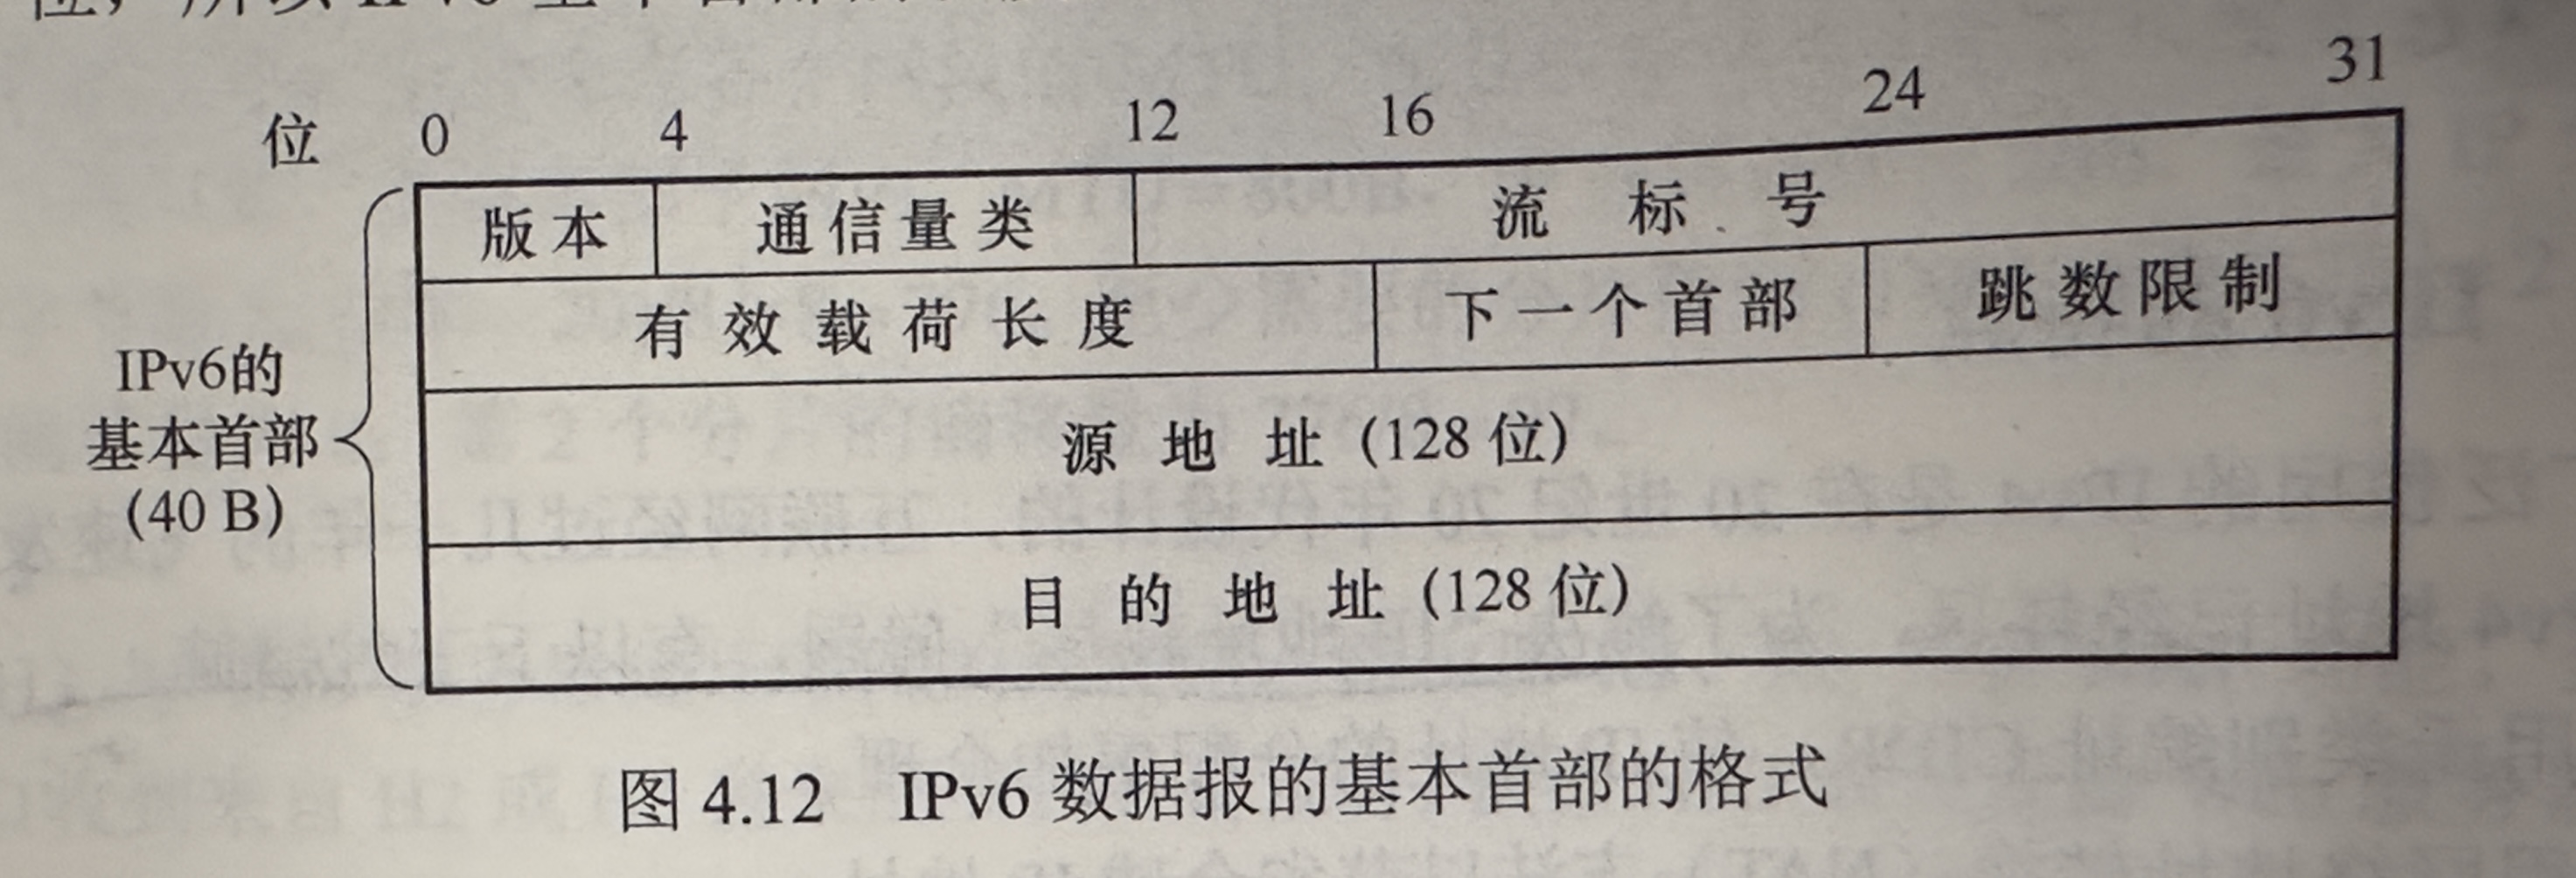 位 0 4 12 16 24 31
版本 通信量类 流标号
有效载荷长度 下一个首部 跳数限制
IPv6的
基本首部
(40 B)
源地址 (128 位)
目的地址 (128 位)
图 4.12 IPv6 数据报的基本首部的格式